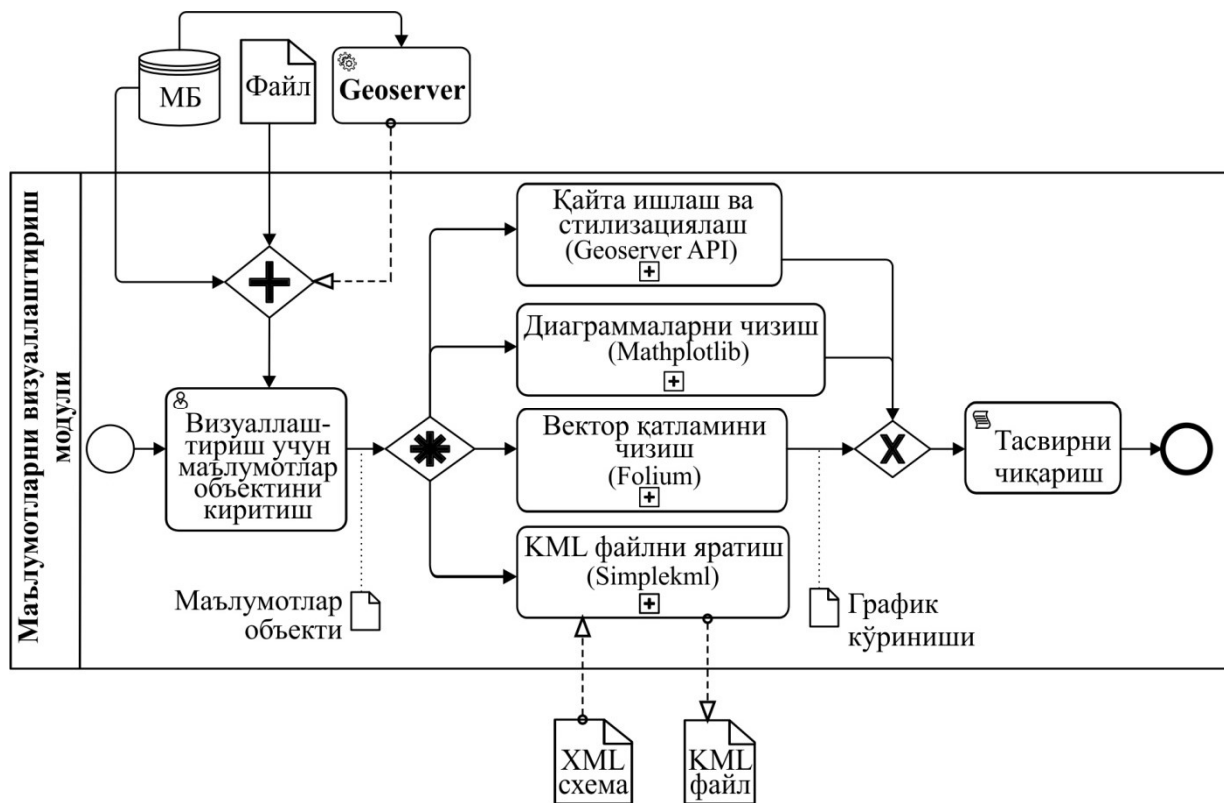 МБ
Файл
Geoserver
Маълумотларни визуаллаштириш
модули
Қайта ишлаш ва
стилизациялаш
(Geoserver API)
Диаграммаларни чизиш
(Mathplotlib)
Визуаллаш-
тириш учун
маълумотлар
объектини
киритиш
Вектор қатламини
чизиш
(Folium)
X
Тасвирни
чиқариш
KML файлни яратиш
(Simplekml)
Маълумотлар
объекти
График
кўриниши
XML
схема
KML
файл